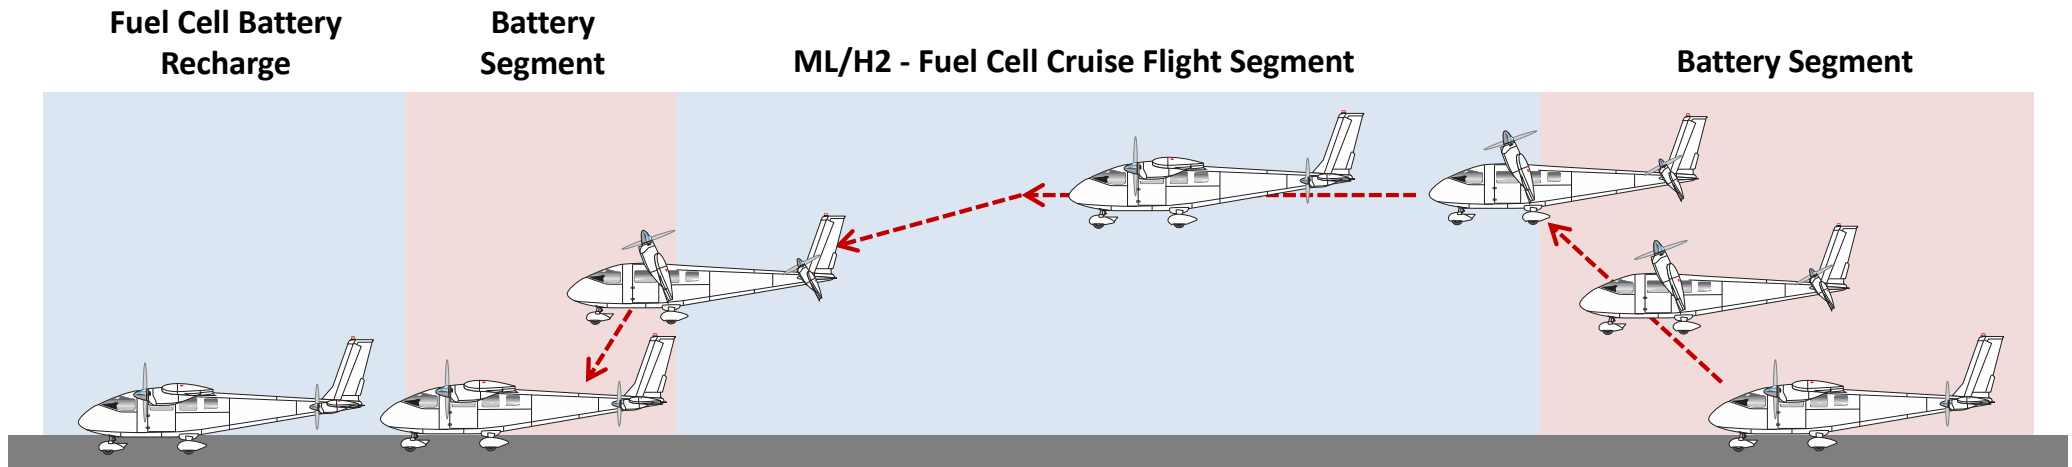 Fuel Cell Battery
Recharge
Battery
Segment
ML/H2 - Fuel Cell Cruise Flight Segment
Battery Segment